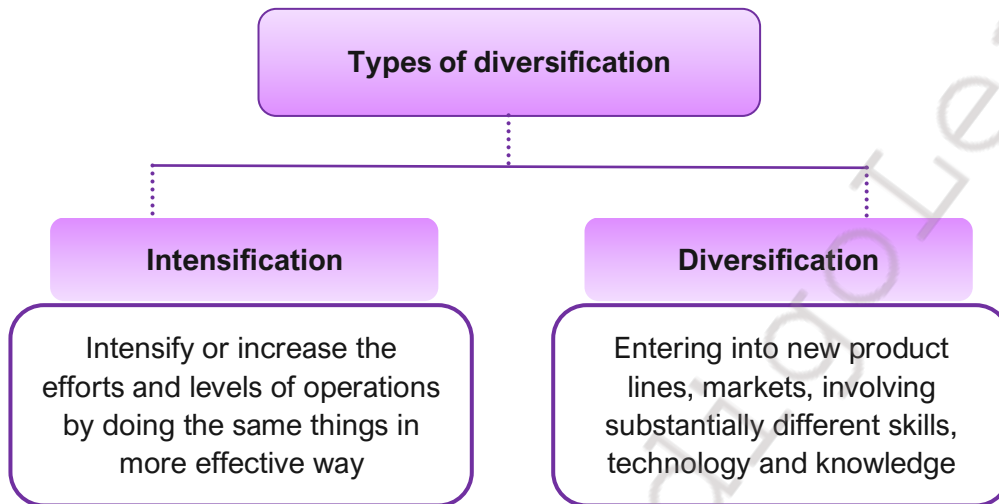 Types of diversification
Intensification
Intensify or increase the
efforts and levels of operations
by doing the same things in
more effective way
Diversification
Entering into new product
lines, markets, involving
substantially different skills,
technology and knowledge